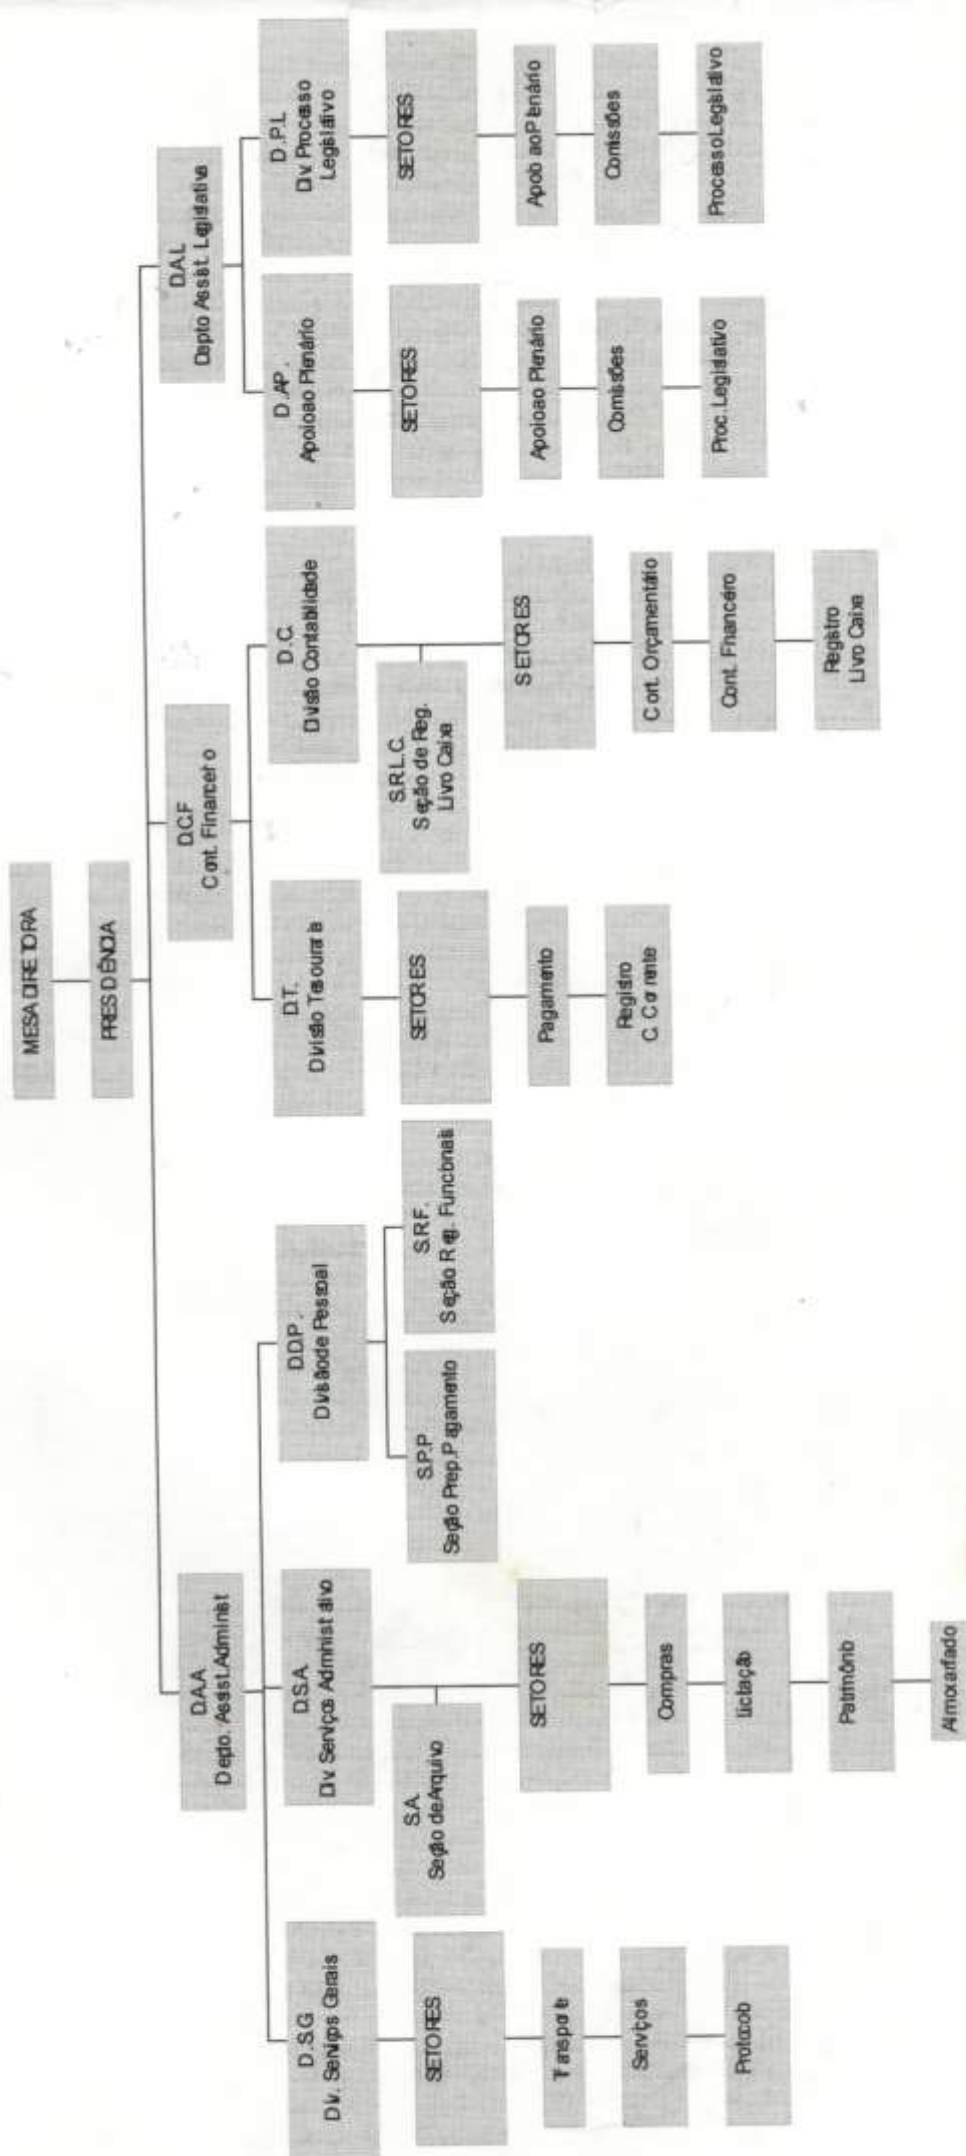 MESA DIRETORA
PRESIDÊNCIA
D.A.A
Depto. Assist. Administ
D.C.F
Cont. Financeiro
D.A.L
Depto Assist. Legislativa
D.S.G
Div. Serviços Gerais
D.S.A.
Div Serviços Administrativo
D.D.P.
Divisão de Pessoal
D.T.
Divisão Tesouraria
D.C.
Divisão Contabilidade
D.AP.
Apoio ao Plenário
D.P.L
Div. Processo
Legislativo
SETORES
Transporte
Serviços
Protocolo
S.A.
Seção de Arquivo
SETORES
Compras
Licitação
Patrimônio
Almoxarifado
S.P.P
Seção Prep. Pagamento
S.R.F.
Seção Reg. Funcionais
SETORES
Pagamento
Registro
C. Corrente
S.R.L.C.
Seção de Reg.
Livro Caixa
SETORES
Cont. Orçamentário
Cont. Financeiro
Registro
Livro Caixa
SETORES
Apoio ao Plenário
Comissões
Proc. Legislativo
SETORES
Apoio ao Plenário
Comissões
Processo Legislativo